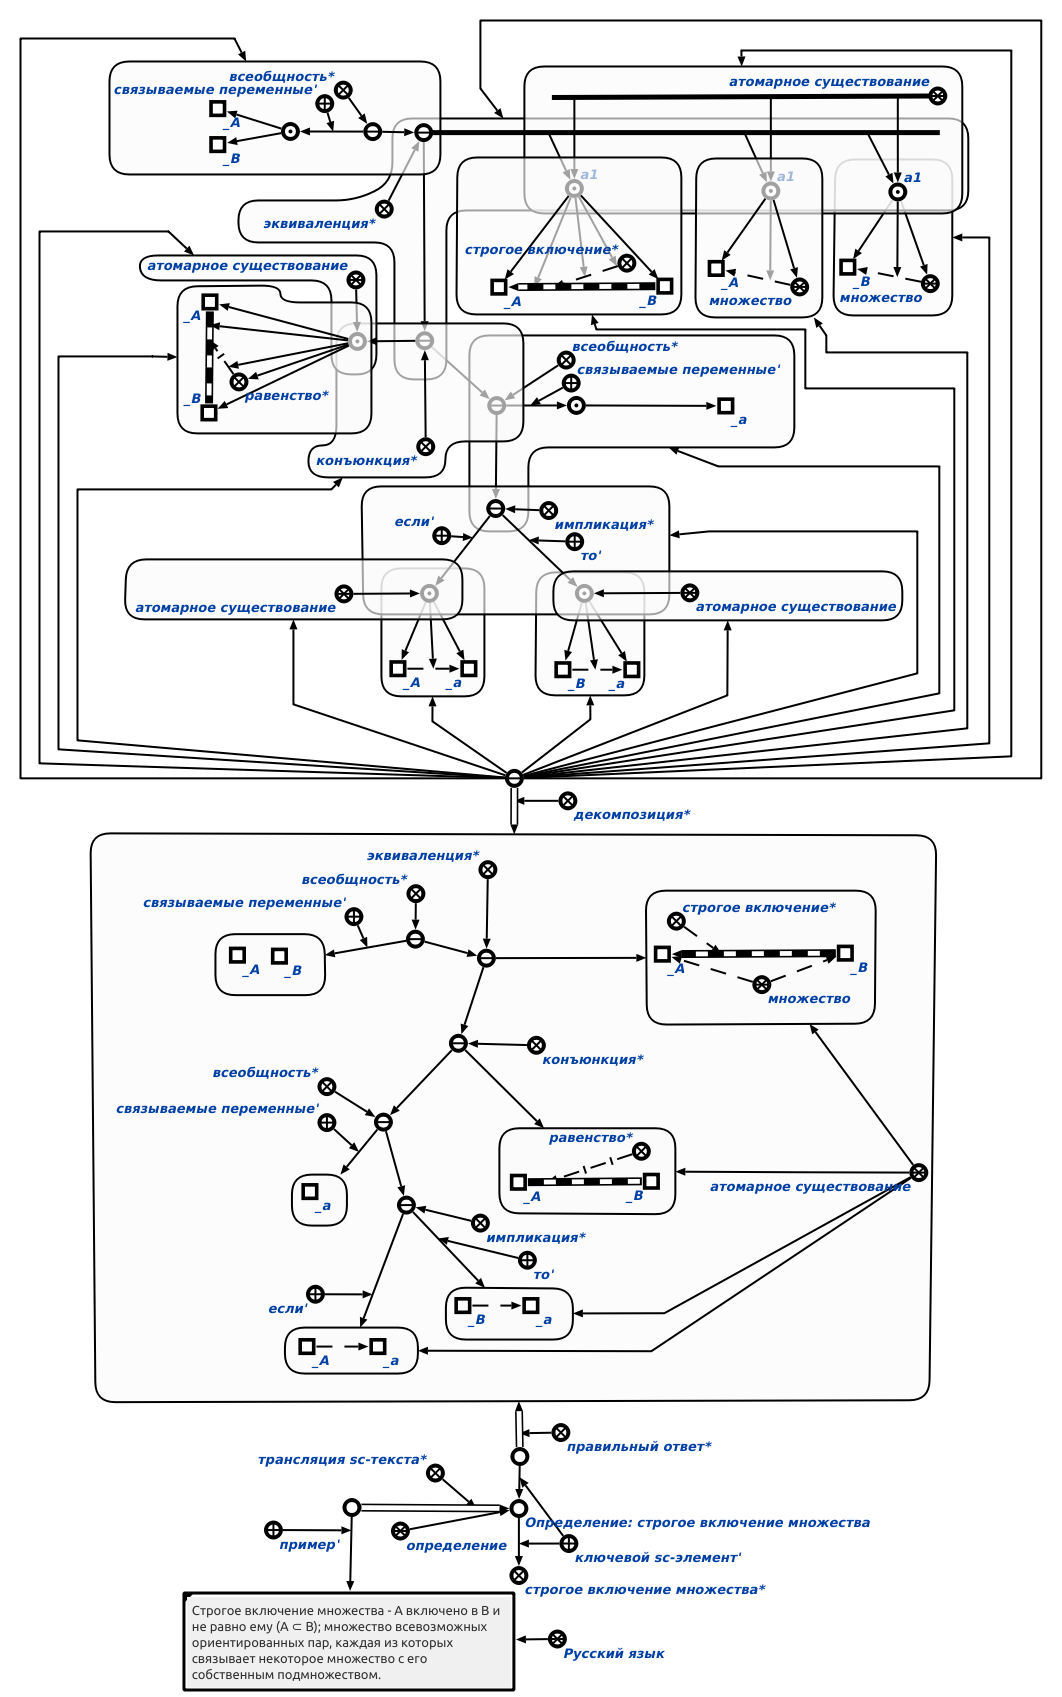 всеобщность*
атомарное существование
связываемые переменные'
_A
_B
a1
a1
a1
эквиваленция*
строгое включение*
атомарное существование
_A
_B
_A
множество
_B
множество
_A
_B
равенство*
всеобщность*
связываемые переменные'
_a
конъюнкция*
если'
импликация*
то'
атомарное существование
атомарное существование
_A
_a
_B
_a
декомпозиция*
эквиваленция*
всеобщность*
связываемые переменные'
строгое включение*
_A
_B
_A
_B
множество
конъюнкция*
всеобщность*
связываемые переменные'
равенство*
атомарное существование
_A
_B
_a
импликация*
то'
если'
_B
_a
_A
_a
правильный ответ*
трансляция sc-текста*
Определение: строгое включение множества
пример'
определение
ключевой sc-элемент'
строгое включение множества*
Строгое включение множества - A включено в B и
не равно ему (A ⊂ B); множество всевозможных
ориентированных пар, каждая из которых
связывает некоторое множество с его
собственным подмножеством.
Русский язык